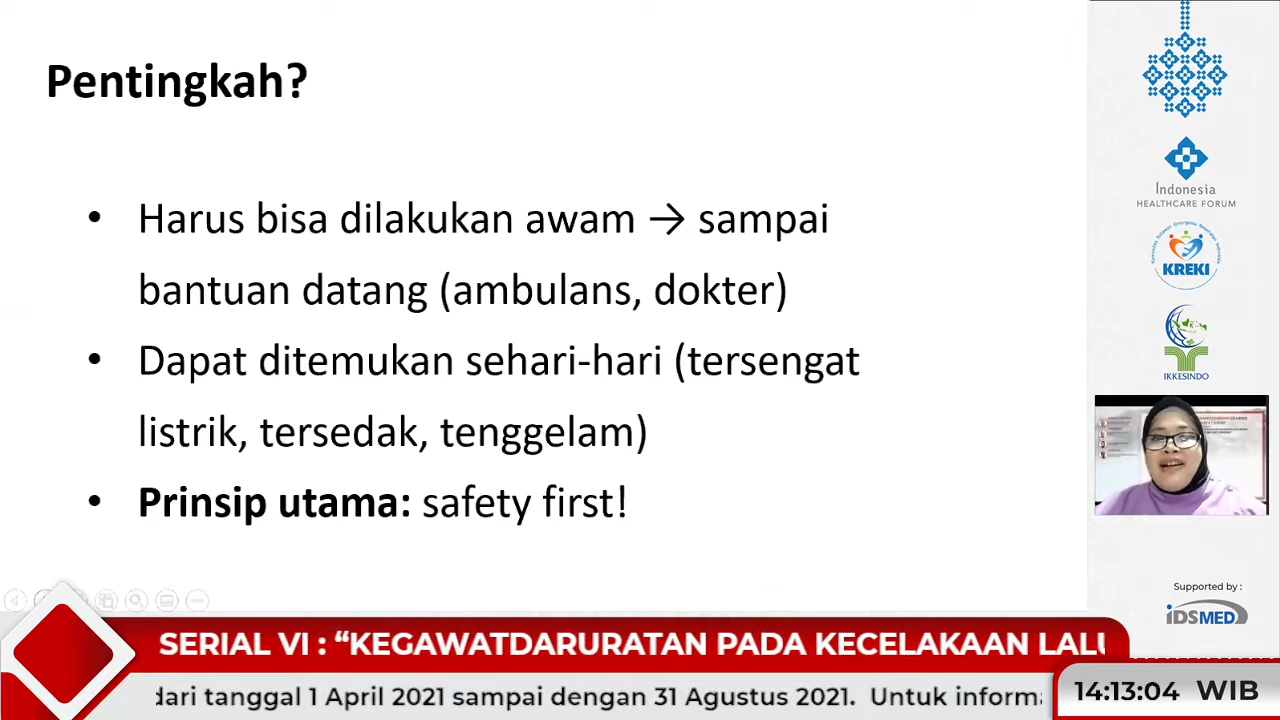 Pentingkah?
• Harus bisa dilakukan awam → sampai
bantuan datang (ambulans, dokter)
• Dapat ditemukan sehari-hari (tersengat
listrik, tersedak, tenggelam)
• Prinsip utama: safety first!
Indonesia
HEALTHCARE FORUM
KREKI
IKKESINDO
Supported by :
iDSMED
SERIAL VI : “KEGAWATDARURATAN PADA KECELAKAAN LALU
dari tanggal 1 April 2021 sampai dengan 31 Agustus 2021. Untuk informa
14:13:04 WIB